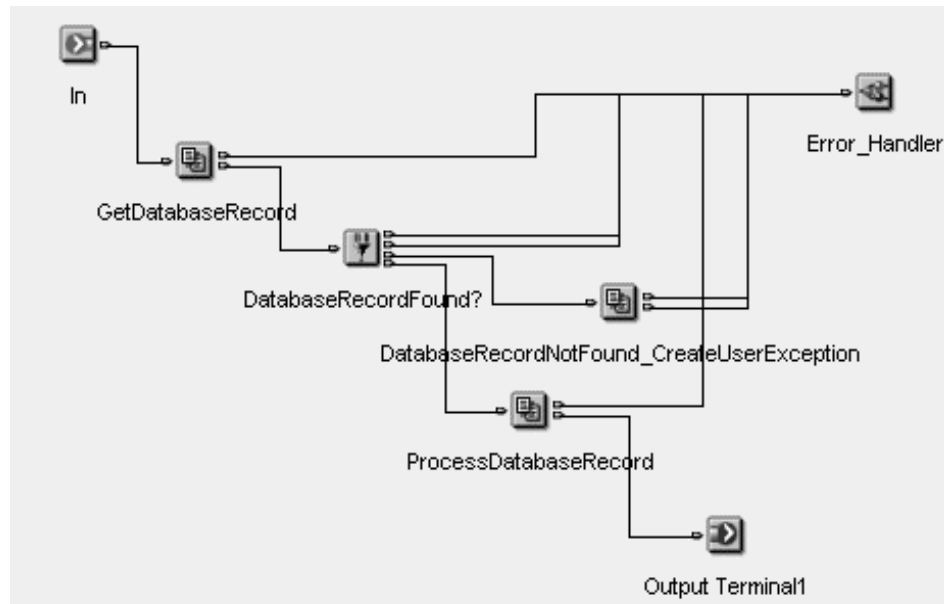 In
Error_Handler
GetDatabaseRecord
DatabaseRecordFound?
DatabaseRecordNotFound_CreateUserException
ProcessDatabaseRecord
Output Terminal1